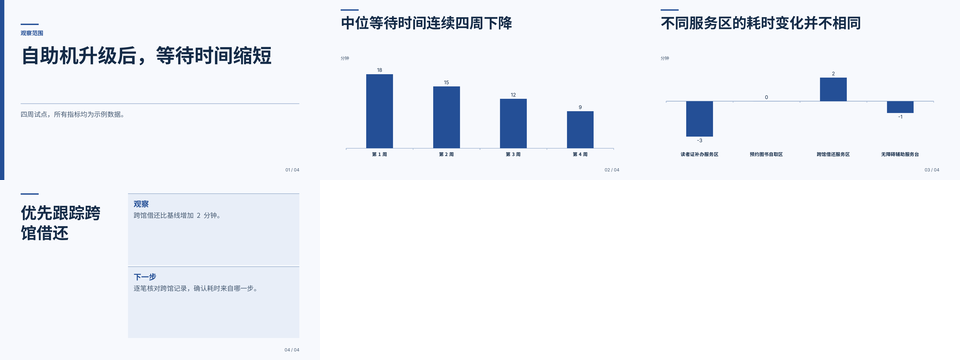 观察范围
自助机升级后，等待时间缩短
四周试点，所有指标均为示例数据。
01 / 04
中位等待时间连续四周下降
分钟
18
15
12
9
第 1 周
第 2 周
第 3 周
第 4 周
02 / 04
不同服务区的耗时变化并不相同
分钟
-3
0
2
-1
读者证补办服务区
预约图书自取区
跨馆借还服务区
无障碍辅助服务台
03 / 04
优先跟踪跨
馆借还
观察
跨馆借还比基线增加 2 分钟。
下一步
逐笔核对跨馆记录，确认耗时来自哪一步。
04 / 04